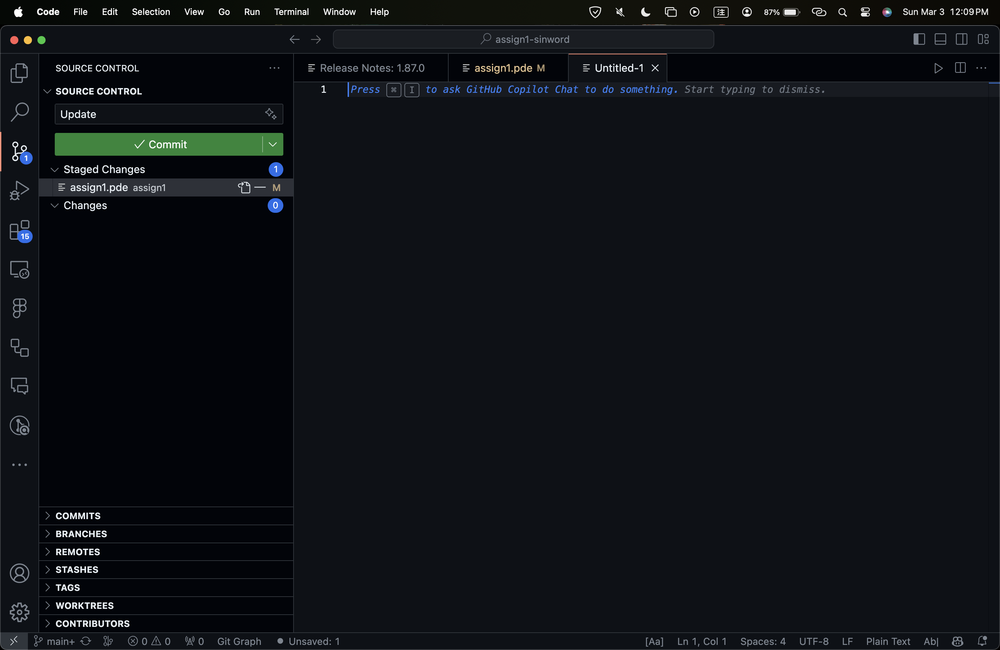 Code File Edit Selection View Go Run Terminal Window Help 注 87% Sun Mar 3 12:09 PM
assign1-sinword
SOURCE CONTROL
Release Notes: 1.87.0
assign1.pde M
Untitled-1
SOURCE CONTROL
1 Press ⌘ I to ask GitHub Copilot Chat to do something. Start typing to dismiss.
Update
Commit
1
Staged Changes 1
assign1.pde assign1 M
Changes 0
15
COMMITS
BRANCHES
REMOTES
STASHES
TAGS
WORKTREES
CONTRIBUTORS
main+ 0 0 0 Git Graph Unsaved: 1 [Aa] Ln 1, Col 1 Spaces: 4 UTF-8 LF Plain Text Ab|